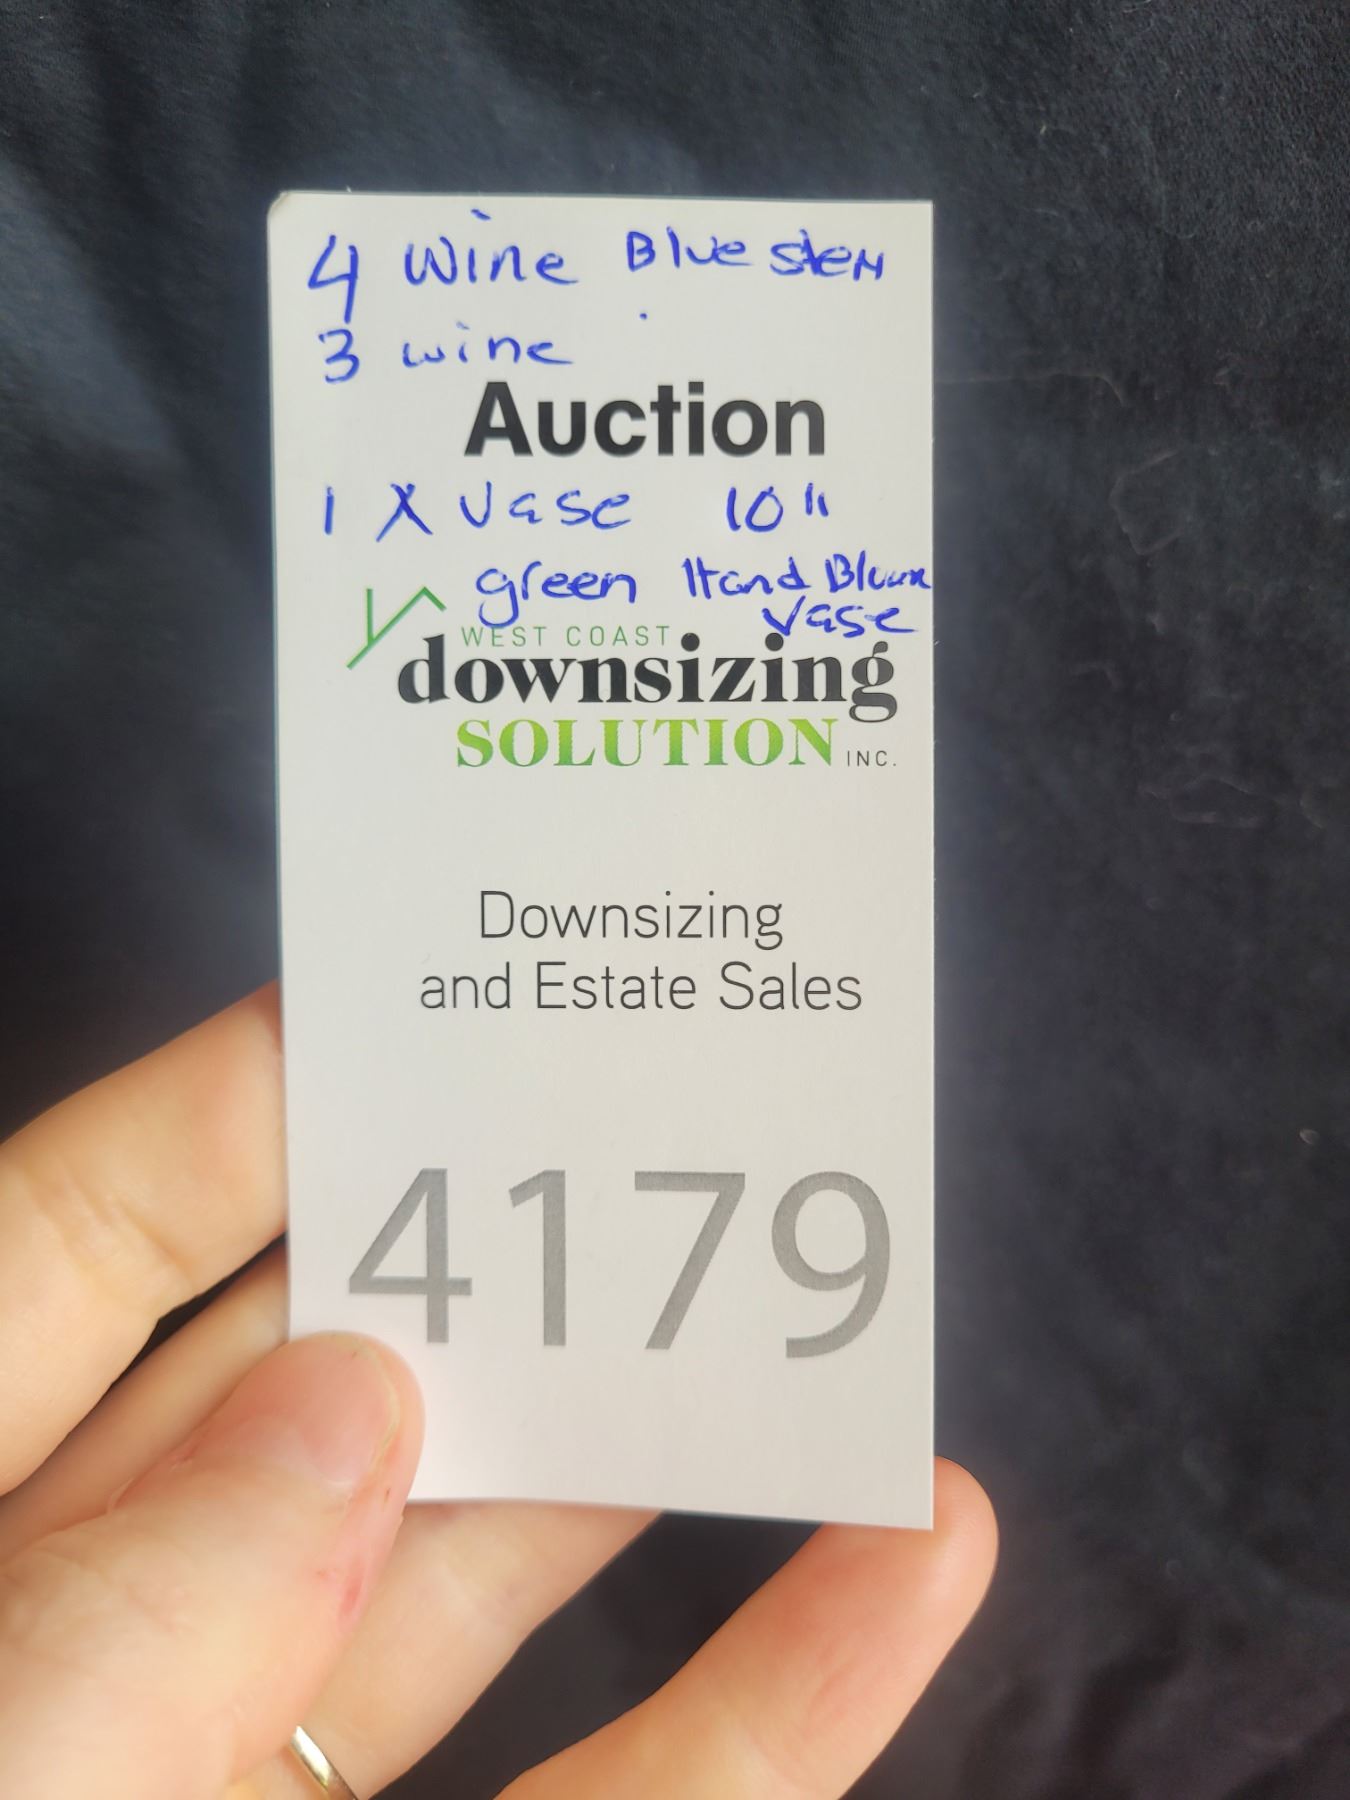 4 Wine Blue stem
3 wine
Auction
1 X Vase 10"
green Hand Blown
Vase
WEST COAST
downsizing
SOLUTION INC.
Downsizing
and Estate Sales
4179